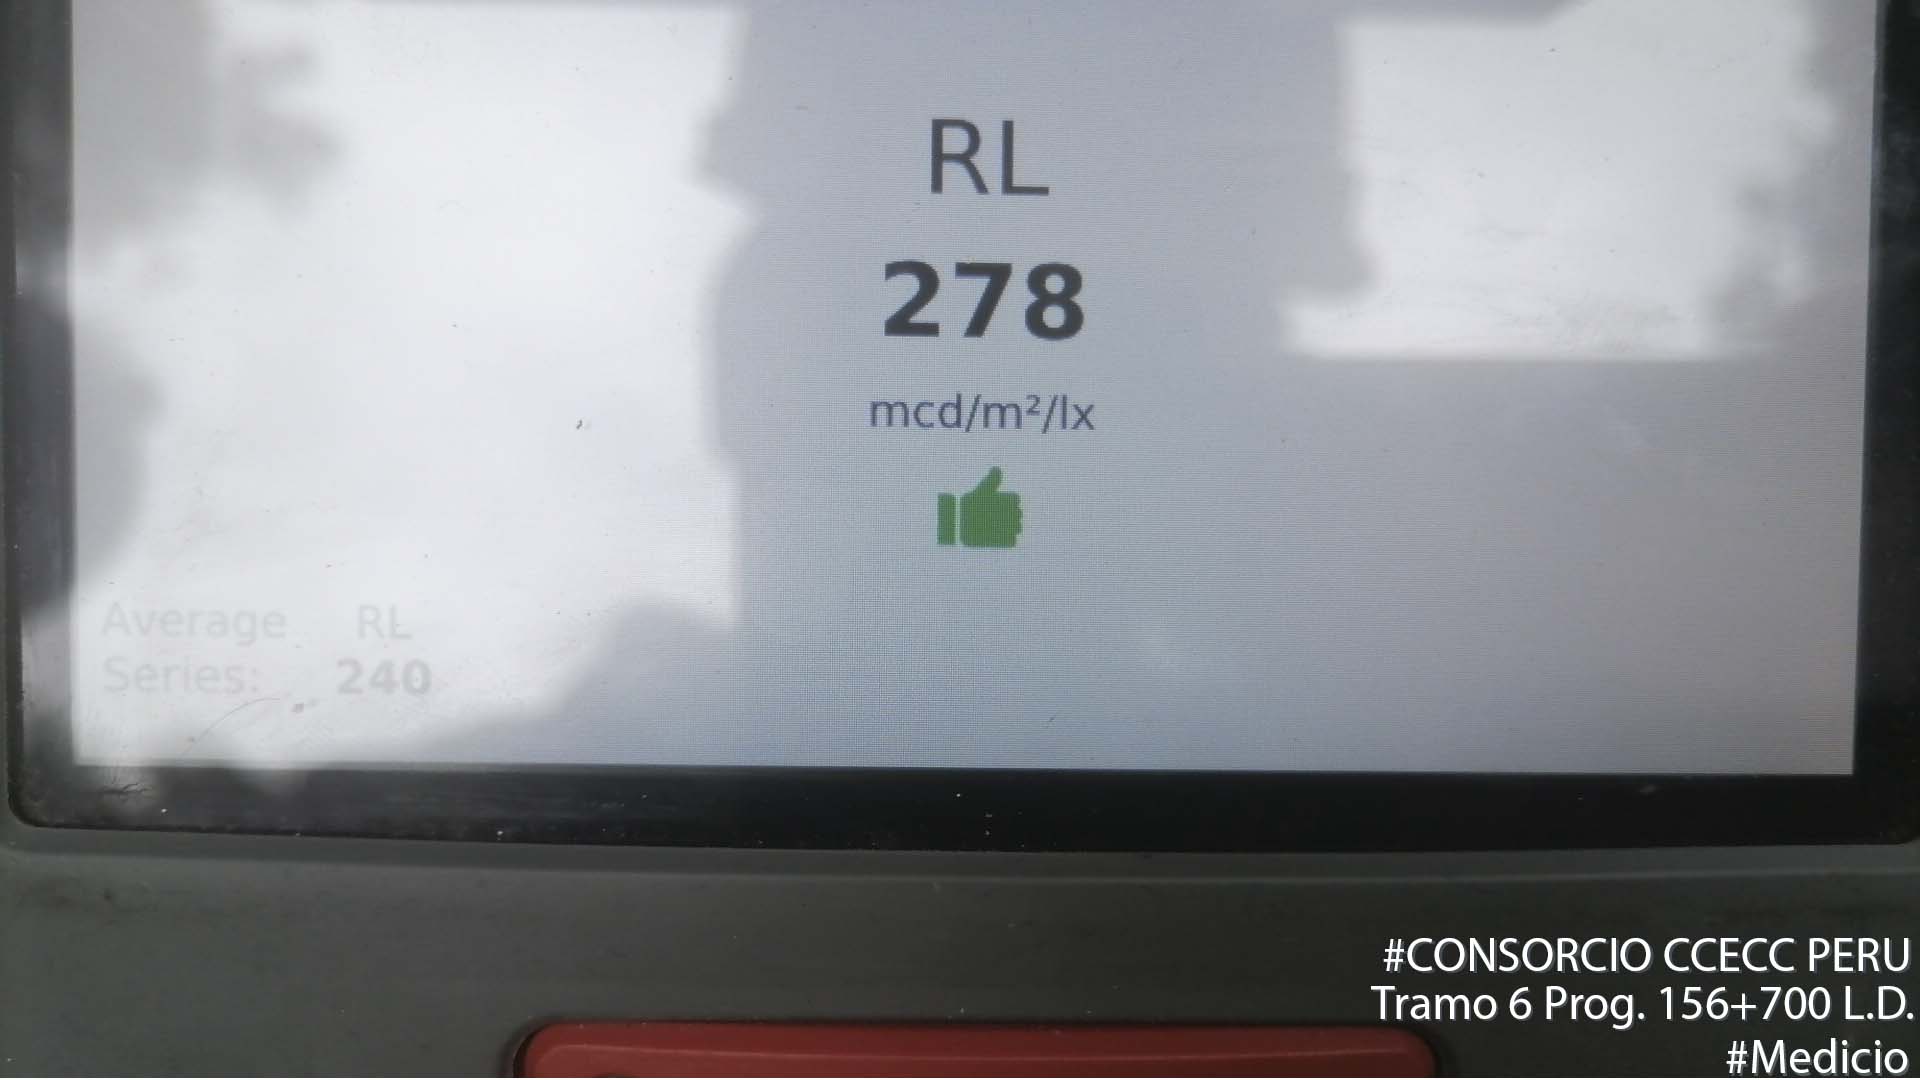 RL
278
mcd/m²/lx
Average RL
Series: 240
#CONSORCIO CCECC PERU
Tramo 6 Prog. 156+700 L.D.
#Medicio